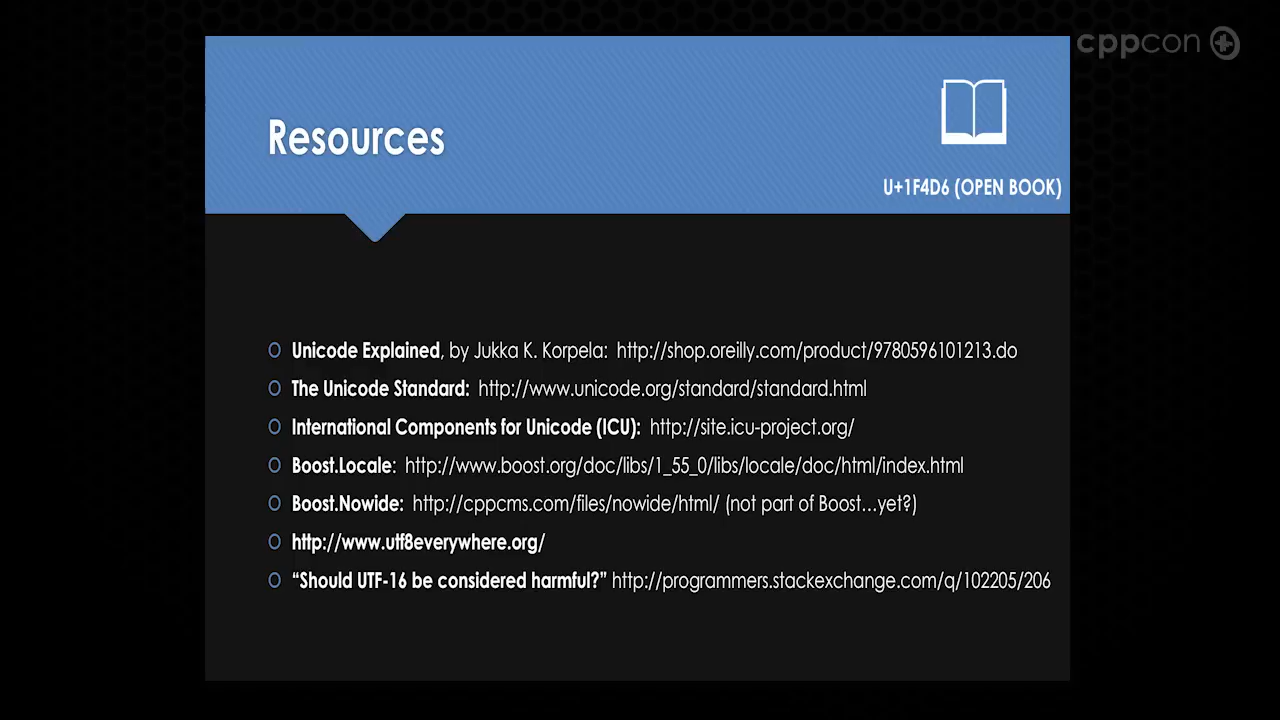 cppcon
Resources
U+1F4D6 (OPEN BOOK)
Unicode Explained, by Jukka K. Korpela: http://shop.oreilly.com/product/9780596101213.do
The Unicode Standard: http://www.unicode.org/standard/standard.html
International Components for Unicode (ICU): http://site.icu-project.org/
Boost.Locale: http://www.boost.org/doc/libs/1_55_0/libs/locale/doc/html/index.html
Boost.Nowide: http://cppcms.com/files/nowide/html/ (not part of Boost...yet?)
http://www.utf8everywhere.org/
“Should UTF-16 be considered harmful?” http://programmers.stackexchange.com/q/102205/206